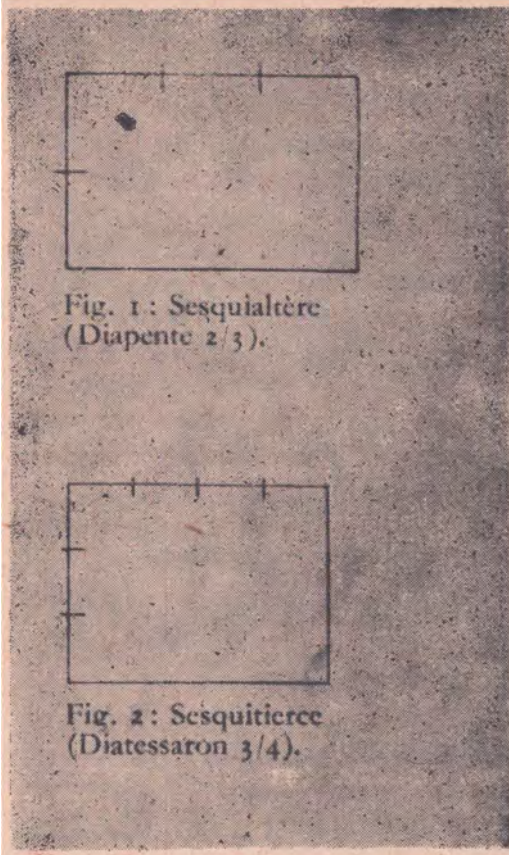 Fig. 1 : Sesquialtère
(Diapente 2/3).
Fig. 2 : Sesquitierce
(Diatessaron 3/4).